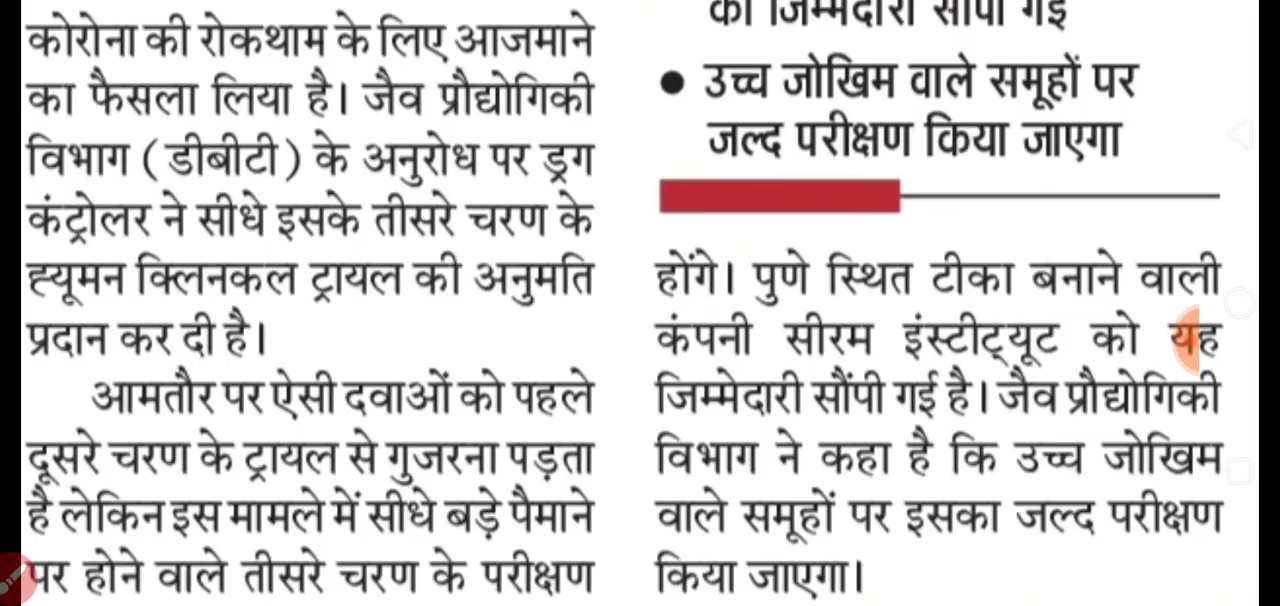 कोरोना की रोकथाम के लिए आजमाने
का फैसला लिया है। जैव प्रौद्योगिकी
विभाग (डीबीटी) के अनुरोध पर ड्रग
कंट्रोलर ने सीधे इसके तीसरे चरण के
ह्यूमन क्लिनकल ट्रायल की अनुमति
प्रदान कर दी है।
आमतौर पर ऐसी दवाओं को पहले
दूसरे चरण के ट्रायल से गुजरना पड़ता
है लेकिन इस मामले में सीधे बड़े पैमाने
पर होने वाले तीसरे चरण के परीक्षण
की जिम्मेदारी सौंपी गई
● उच्च जोखिम वाले समूहों पर
जल्द परीक्षण किया जाएगा
होंगे। पुणे स्थित टीका बनाने वाली
कंपनी सीरम इंस्टीट्यूट को यह
जिम्मेदारी सौंपी गई है। जैव प्रौद्योगिकी
विभाग ने कहा है कि उच्च जोखिम
वाले समूहों पर इसका जल्द परीक्षण
किया जाएगा।